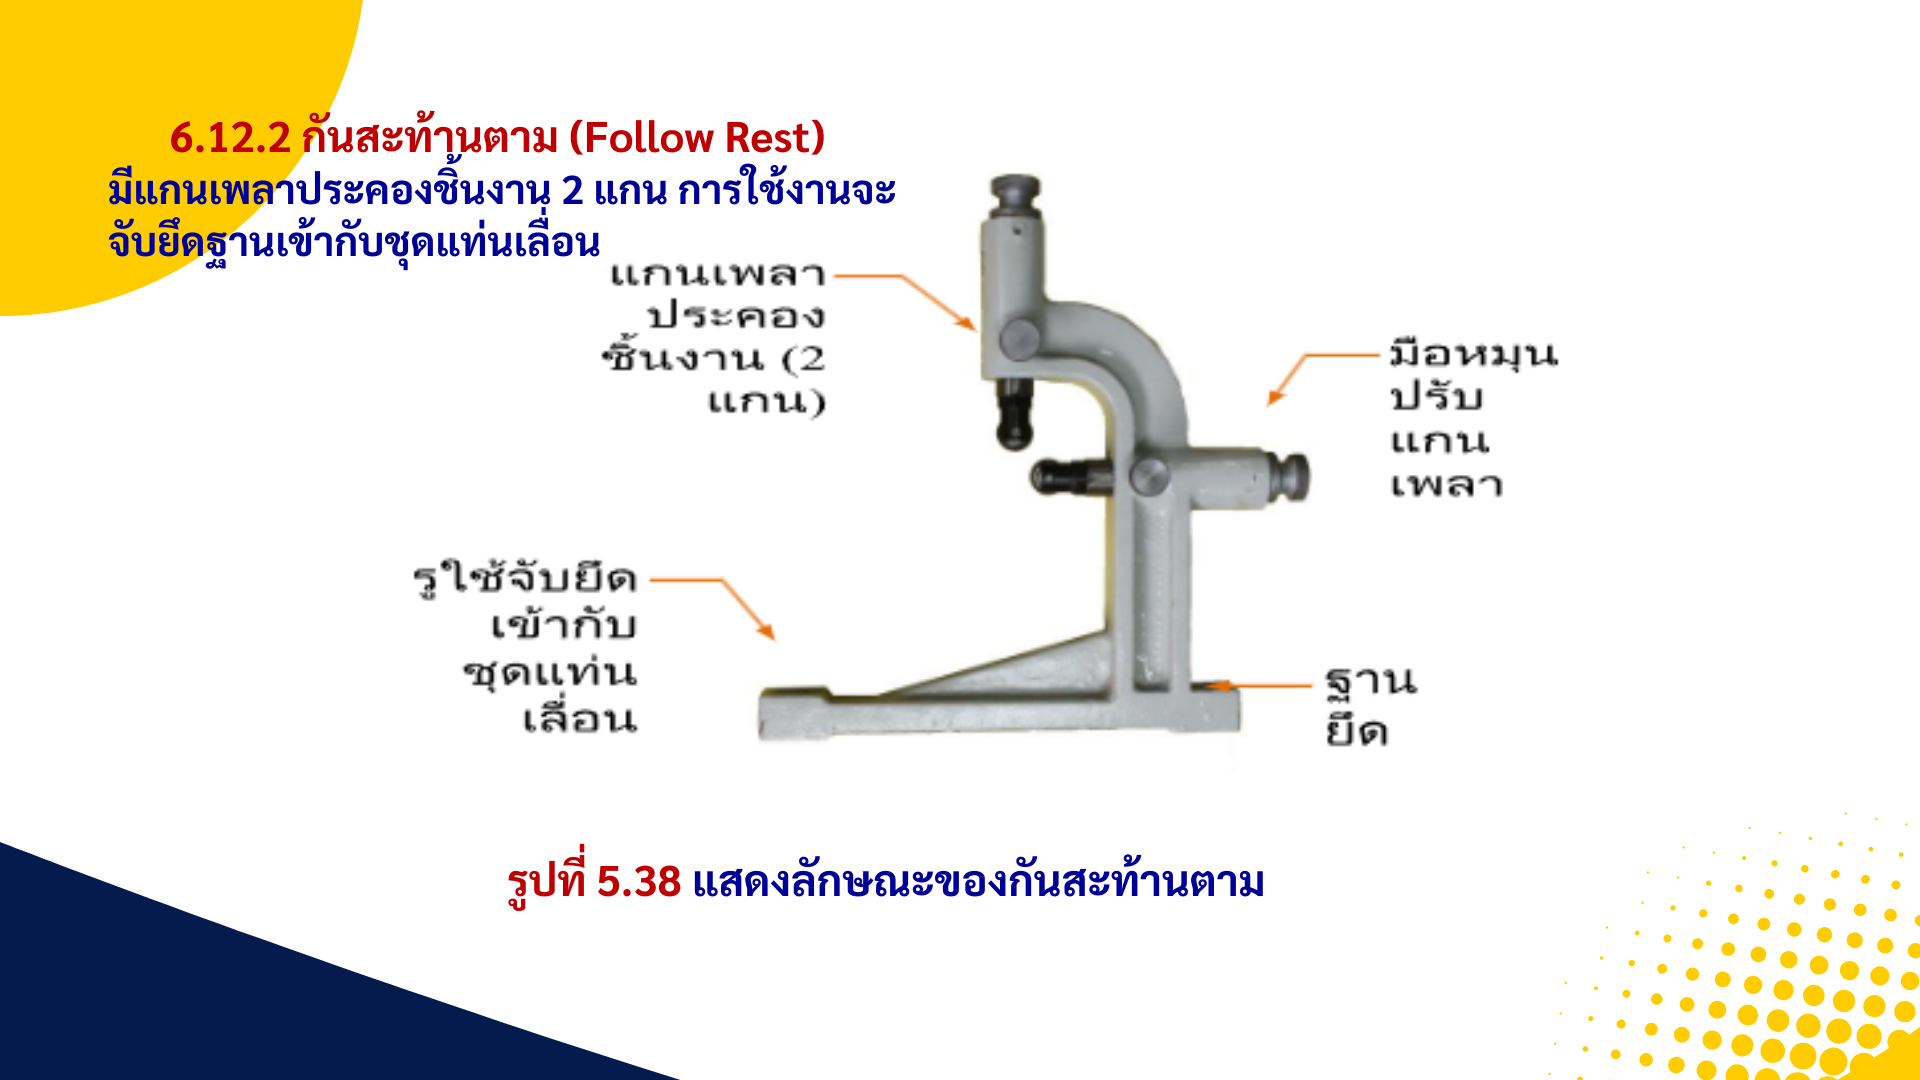 6.12.2 กันสะท้านตาม (Follow Rest)
มีแกนเพลาประคองชิ้นงาน 2 แกน การใช้งานจะ
จับยึดฐานเข้ากับชุดแท่นเลื่อน
แกนเพลา
ประคอง
ชิ้นงาน (2
แกน)
มือหมุน
ปรับ
แกน
เพลา
รูใช้จับยึด
เข้ากับ
ชุดแท่น
เลื่อน
ฐาน
ยึด
รูปที่ 5.38 แสดงลักษณะของกันสะท้านตาม